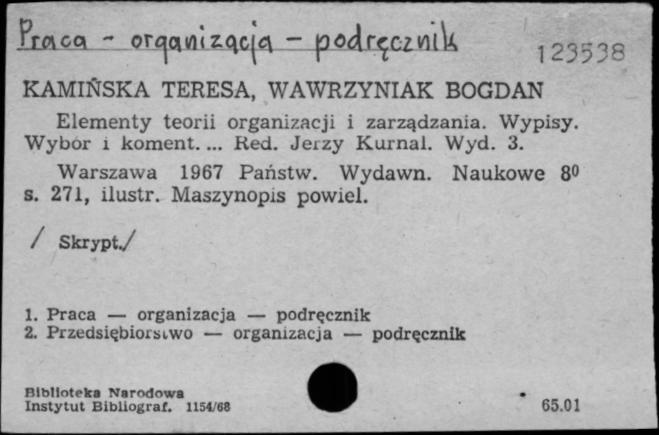 Praca - organizacja - podręcznik
123538
KAMIŃSKA TERESA, WAWRZYNIAK BOGDAN
Elementy teorii organizacji i zarządzania. Wypisy.
Wybór i koment. ... Red. Jerzy Kurnal. Wyd. 3.
Warszawa 1967 Państw. Wydawn. Naukowe 8⁰
s. 271, ilustr. Maszynopis powiel.
/ Skrypt./
1. Praca — organizacja — podręcznik
2. Przedsiębiorstwo — organizacja — podręcznik
Biblioteka Narodowa
Instytut Bibliograf. 1154/68
65.01